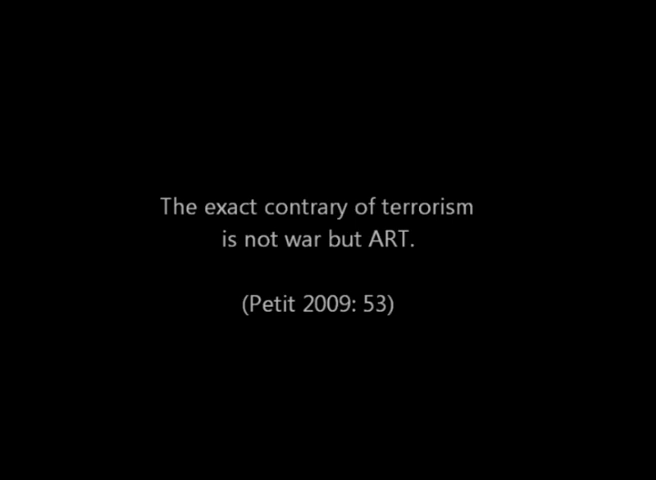 The exact contrary of terrorism
is not war but ART.
(Petit 2009: 53)